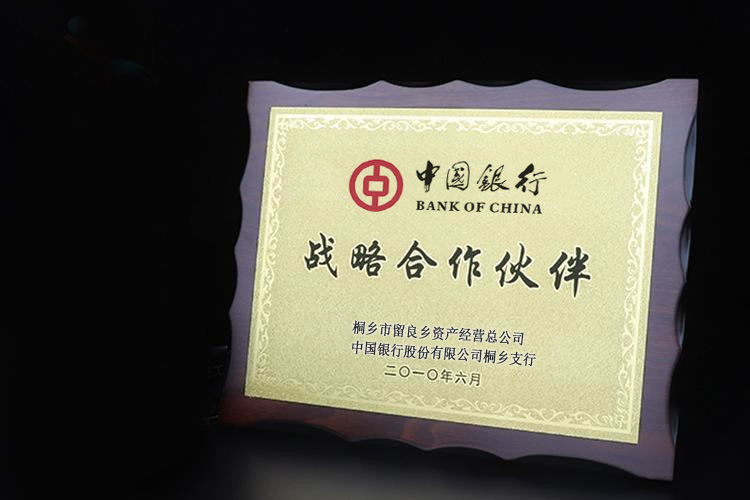 中国银行
BANK OF CHINA
战略合作伙伴
桐乡市留良乡资产经营总公司
中国银行股份有限公司桐乡支行
二〇一〇年六月